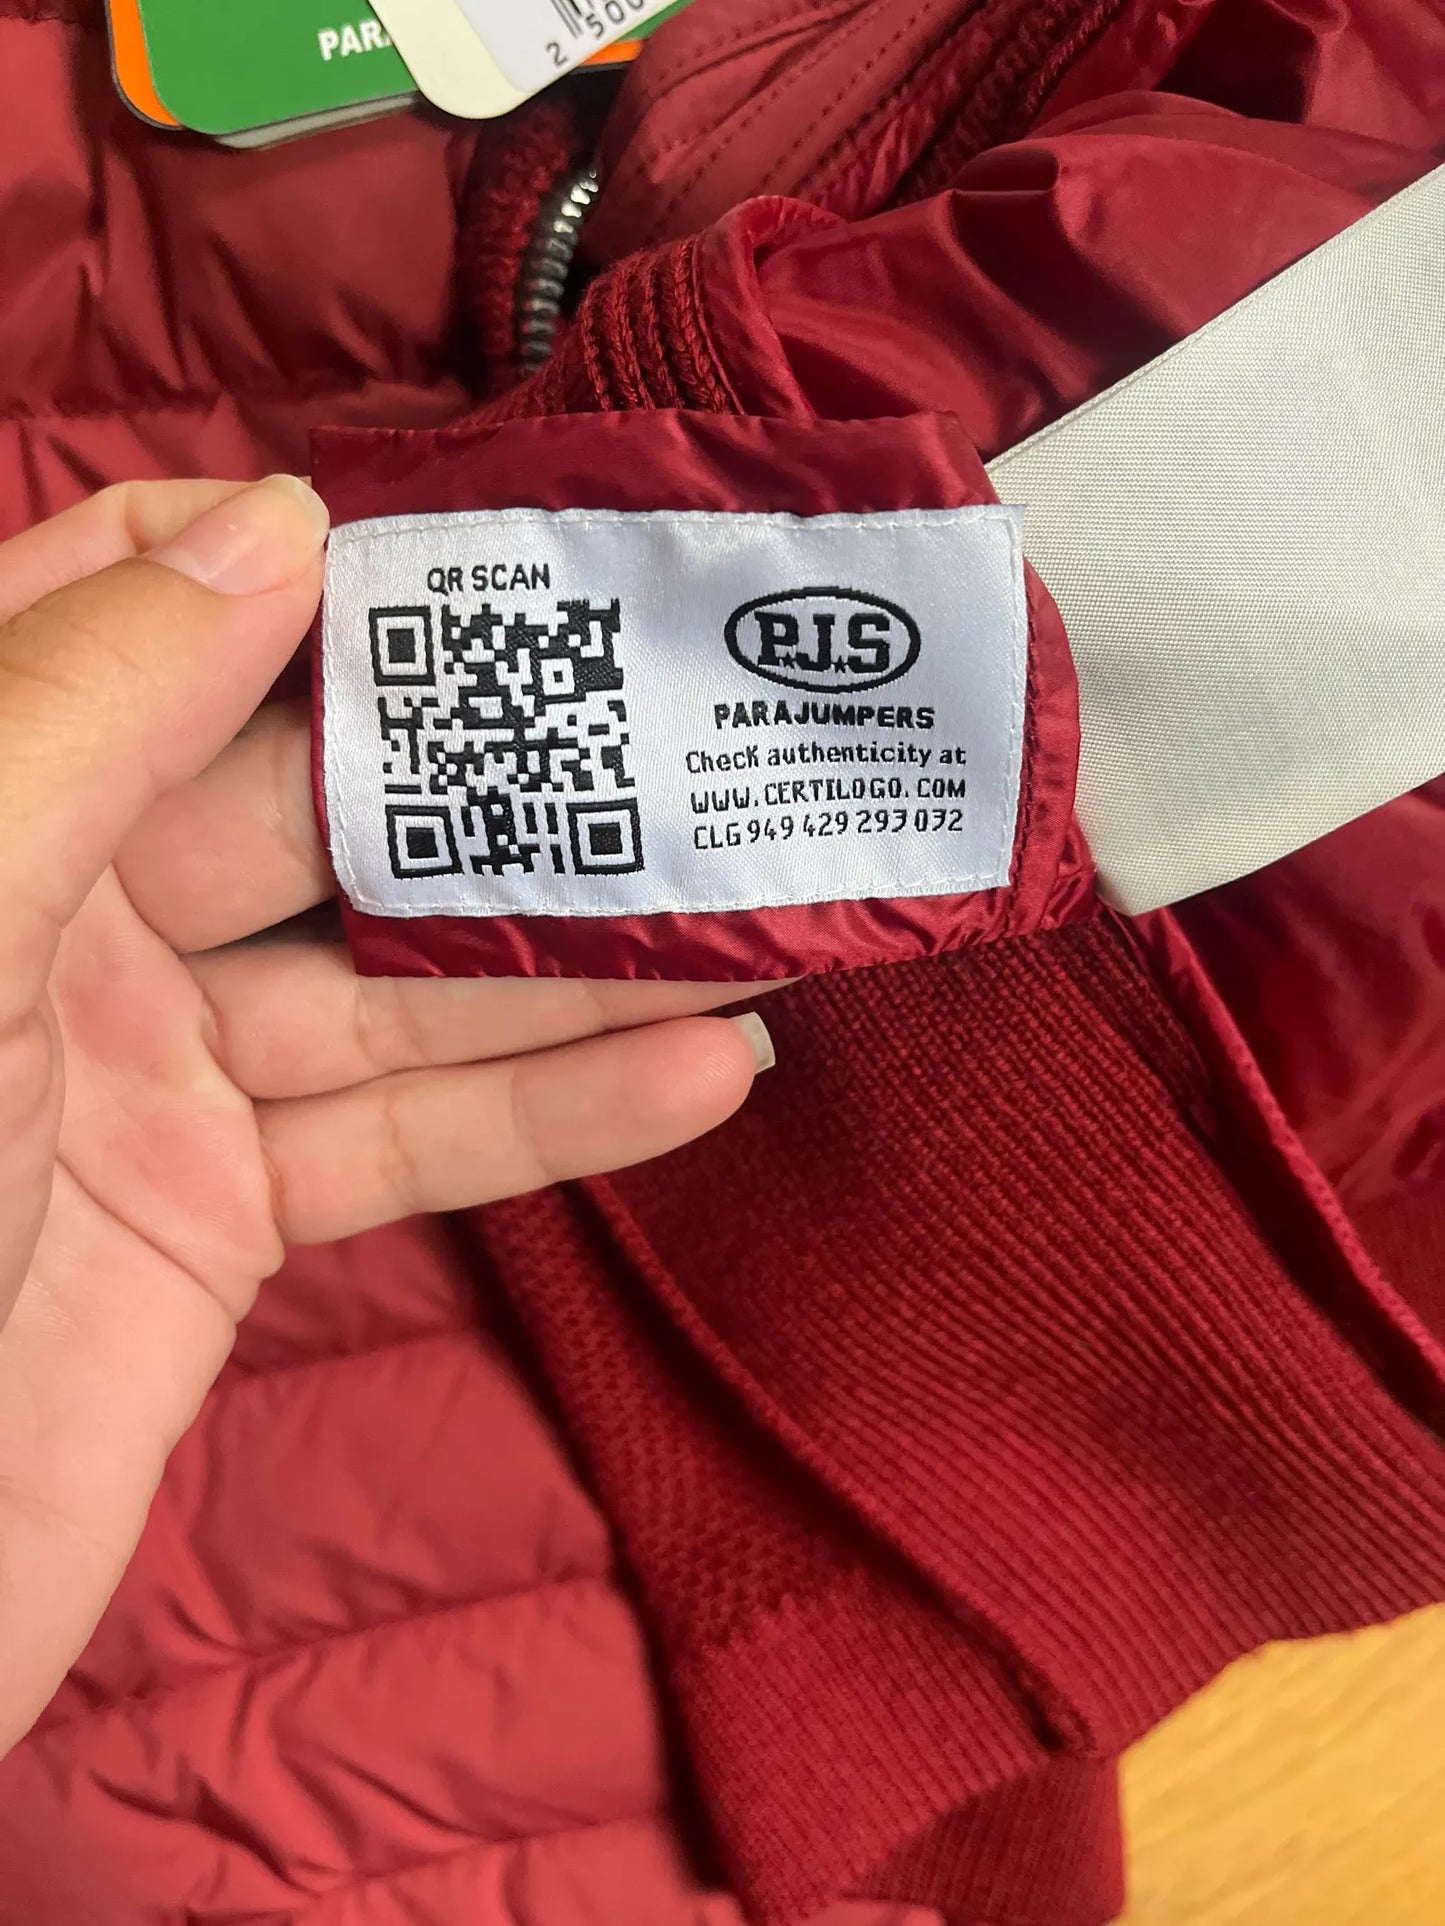 QR SCAN
P.J.S
PARAJUMPERS
Check authenticity at
WWW.CERTILOGO.COM
CLG 949 429 293 032